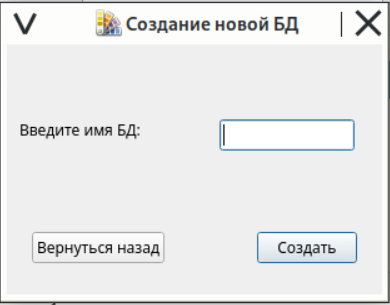 Создание новой БД
Введите имя БД:
Вернуться назад
Создать